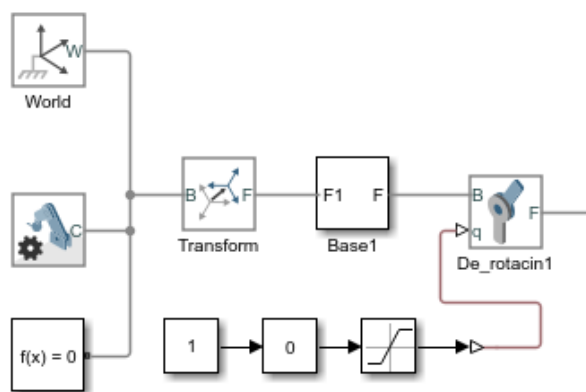 W
World
C
f(x) = 0
B F
Transform
F1 F
Base1
B F
q
De_rotacin1
1
0